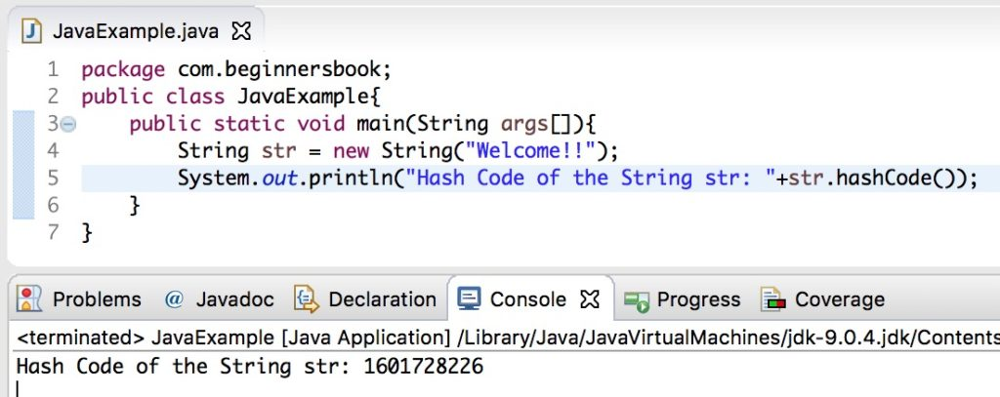 JavaExample.java
1 package com.beginnersbook;
2 public class JavaExample{
3 public static void main(String args[]){
4 String str = new String("Welcome!!");
5 System.out.println("Hash Code of the String str: "+str.hashCode());
6 }
7 }
Problems @ Javadoc Declaration Console Progress Coverage
<terminated> JavaExample [Java Application] /Library/Java/JavaVirtualMachines/jdk-9.0.4.jdk/Contents
Hash Code of the String str: 1601728226